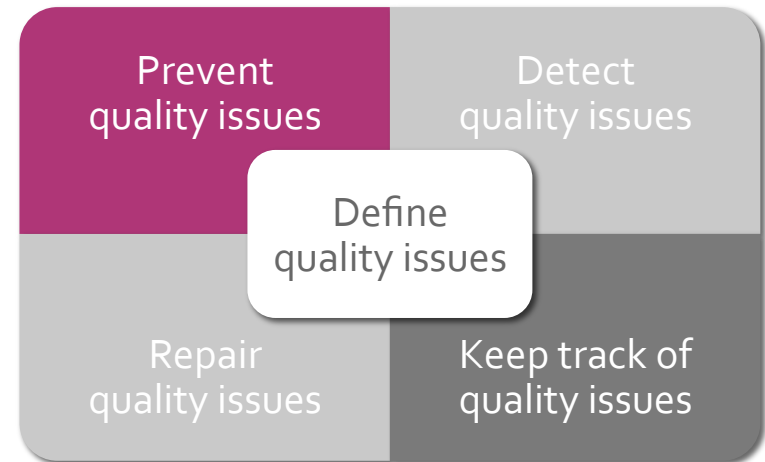 Prevent
quality issues
Detect
quality issues
Define
quality issues
Repair
quality issues
Keep track of
quality issues